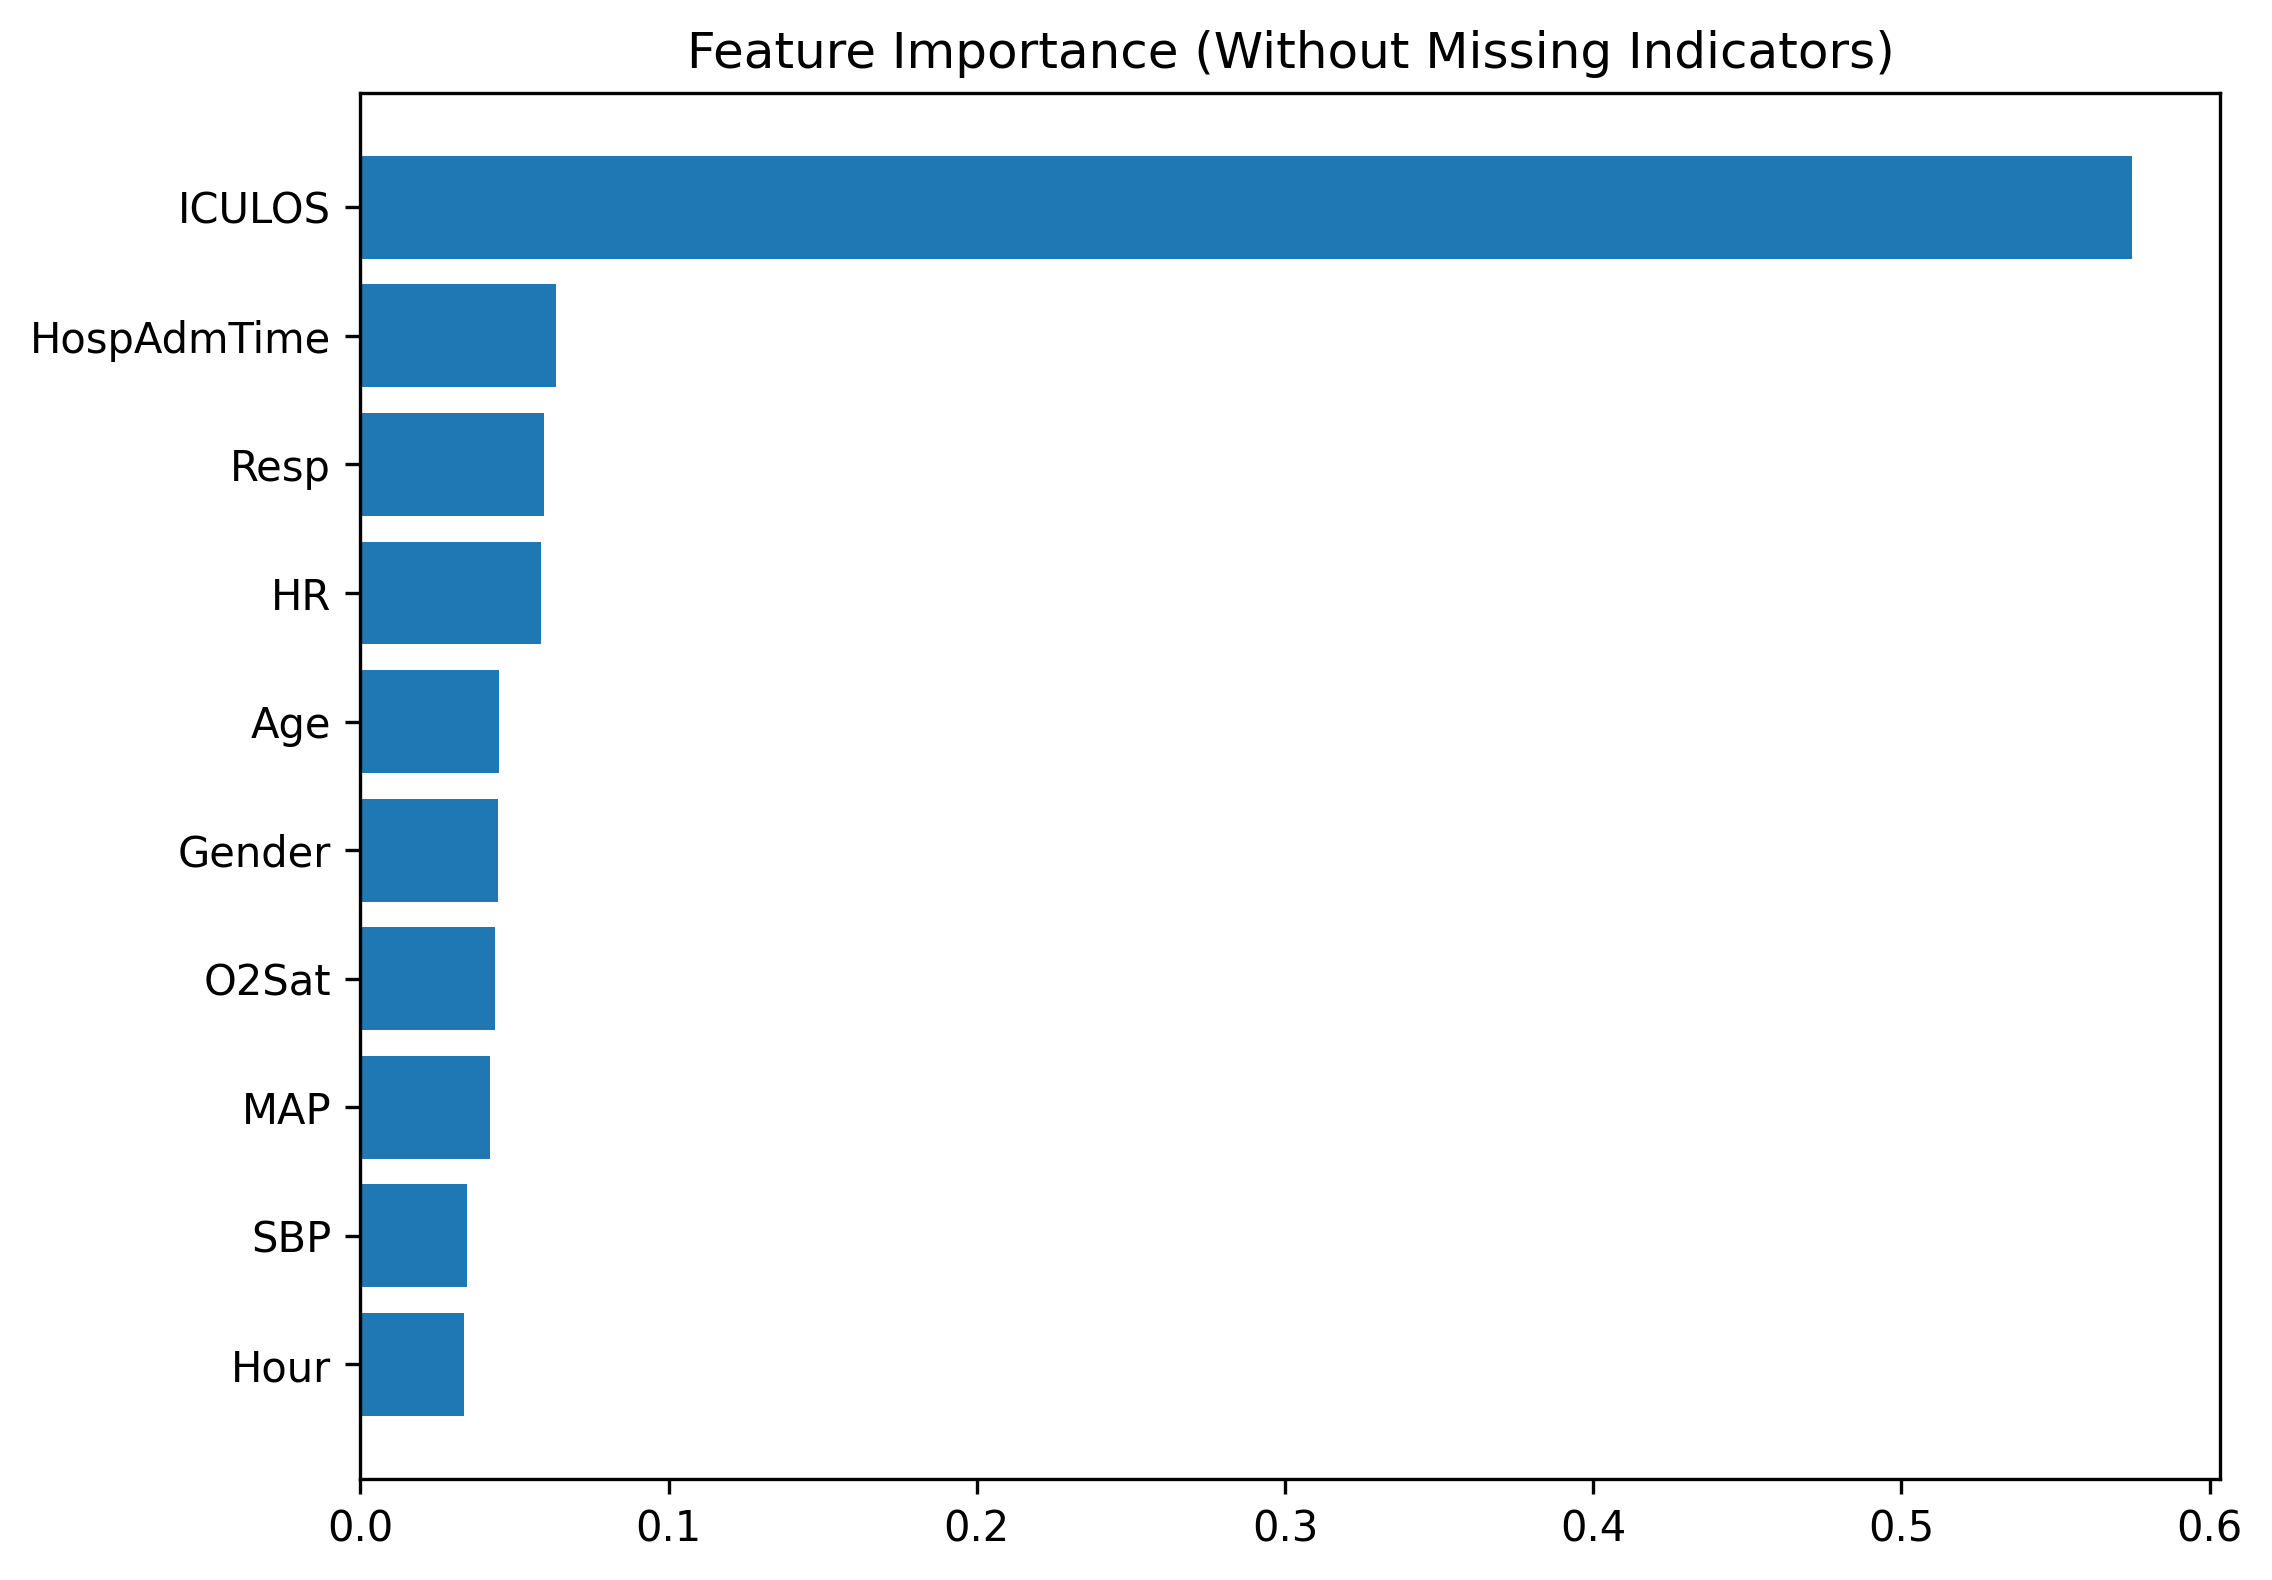 Feature Importance (Without Missing Indicators)
ICULOS
HospAdmTime
Resp
HR
Age
Gender
O2Sat
MAP
SBP
Hour
0.0 0.1 0.2 0.3 0.4 0.5 0.6